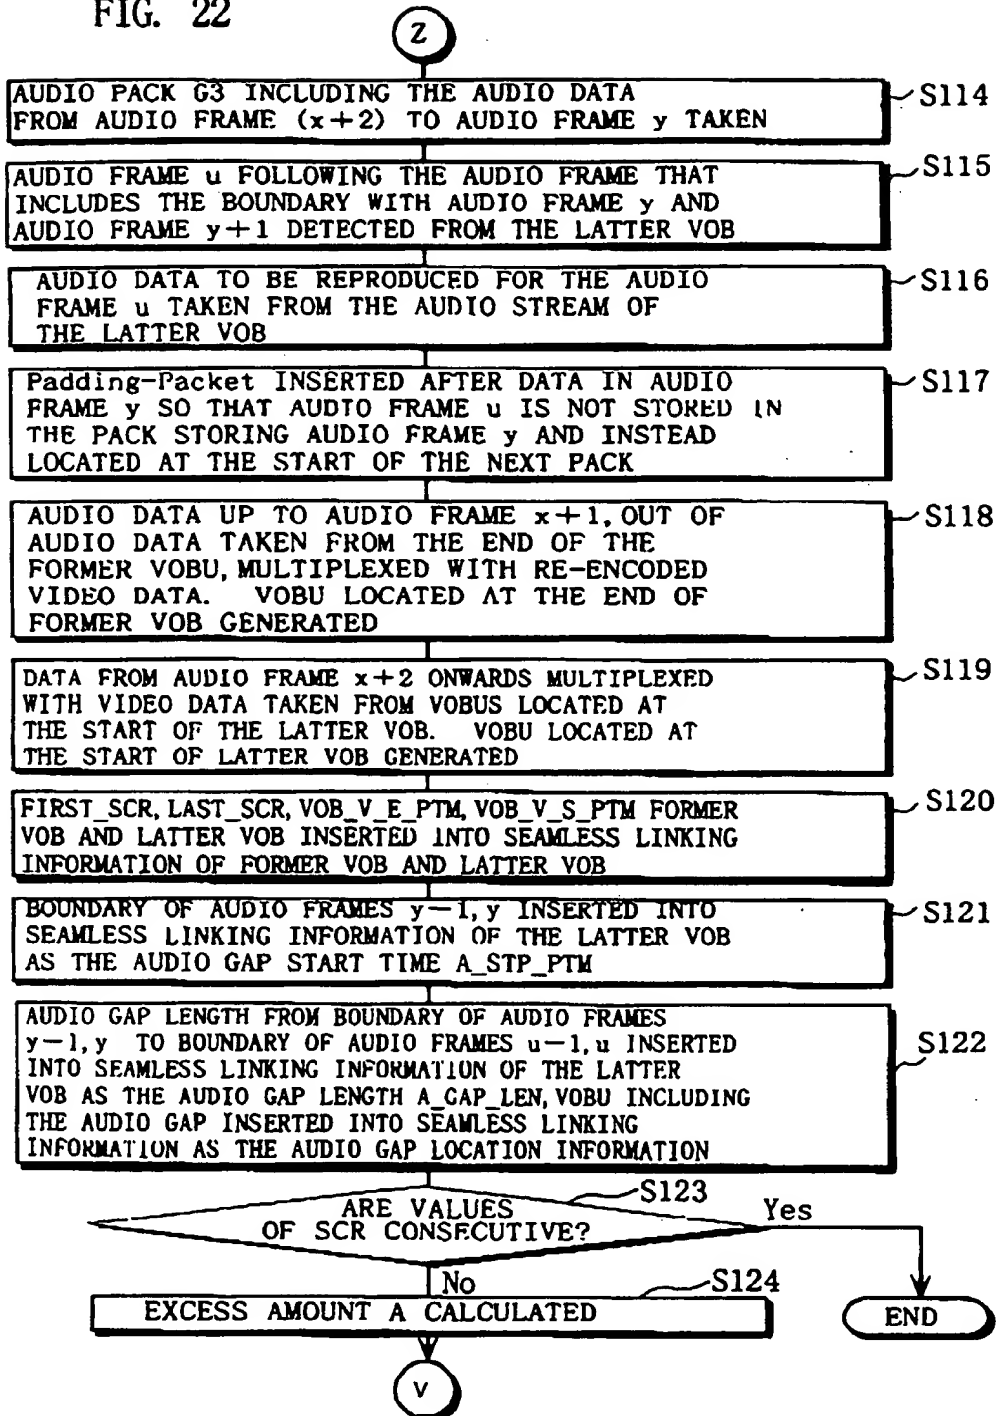 FIG. 22
Z
AUDIO PACK G3 INCLUDING THE AUDIO DATA
FROM AUDIO FRAME (x+2) TO AUDIO FRAME y TAKEN
S114
AUDIO FRAME u FOLLOWING THE AUDIO FRAME THAT
INCLUDES THE BOUNDARY WITH AUDIO FRAME y AND
AUDIO FRAME y+1 DETECTED FROM THE LATTER VOB
S115
AUDIO DATA TO BE REPRODUCED FOR THE AUDIO
FRAME u TAKEN FROM THE AUDIO STREAM OF
THE LATTER VOB
S116
Padding-Packet INSERTED AFTER DATA IN AUDIO
FRAME y SO THAT AUDIO FRAME u IS NOT STORED IN
THE PACK STORING AUDIO FRAME y AND INSTEAD
LOCATED AT THE START OF THE NEXT PACK
S117
AUDIO DATA UP TO AUDIO FRAME x+1, OUT OF
AUDIO DATA TAKEN FROM THE END OF THE
FORMER VOBU, MULTIPLEXED WITH RE-ENCODED
VIDEO DATA. VOBU LOCATED AT THE END OF
FORMER VOB GENERATED
S118
DATA FROM AUDIO FRAME x+2 ONWARDS MULTIPLEXED
WITH VIDEO DATA TAKEN FROM VOBUS LOCATED AT
THE START OF THE LATTER VOB. VOBU LOCATED AT
THE START OF LATTER VOB GENERATED
S119
FIRST_SCR, LAST_SCR, VOB_V_E_PTM, VOB_V_S_PTM FORMER
VOB AND LATTER VOB INSERTED INTO SEAMLESS LINKING
INFORMATION OF FORMER VOB AND LATTER VOB
S120
BOUNDARY OF AUDIO FRAMES y-1, y INSERTED INTO
SEAMLESS LINKING INFORMATION OF THE LATTER VOB
AS THE AUDIO GAP START TIME A_STP_PTM
S121
AUDIO GAP LENGTH FROM BOUNDARY OF AUDIO FRAMES
y-1, y TO BOUNDARY OF AUDIO FRAMES u-1, u INSERTED
INTO SEAMLESS LINKING INFORMATION OF THE LATTER
VOB AS THE AUDIO GAP LENGTH A_GAP_LEN, VOBU INCLUDING
THE AUDIO GAP INSERTED INTO SEAMLESS LINKING
INFORMATION AS THE AUDIO GAP LOCATION INFORMATION
S122
S123
ARE VALUES
OF SCR CONSECUTIVE?
Yes
No
S124
EXCESS AMOUNT A CALCULATED
END
v